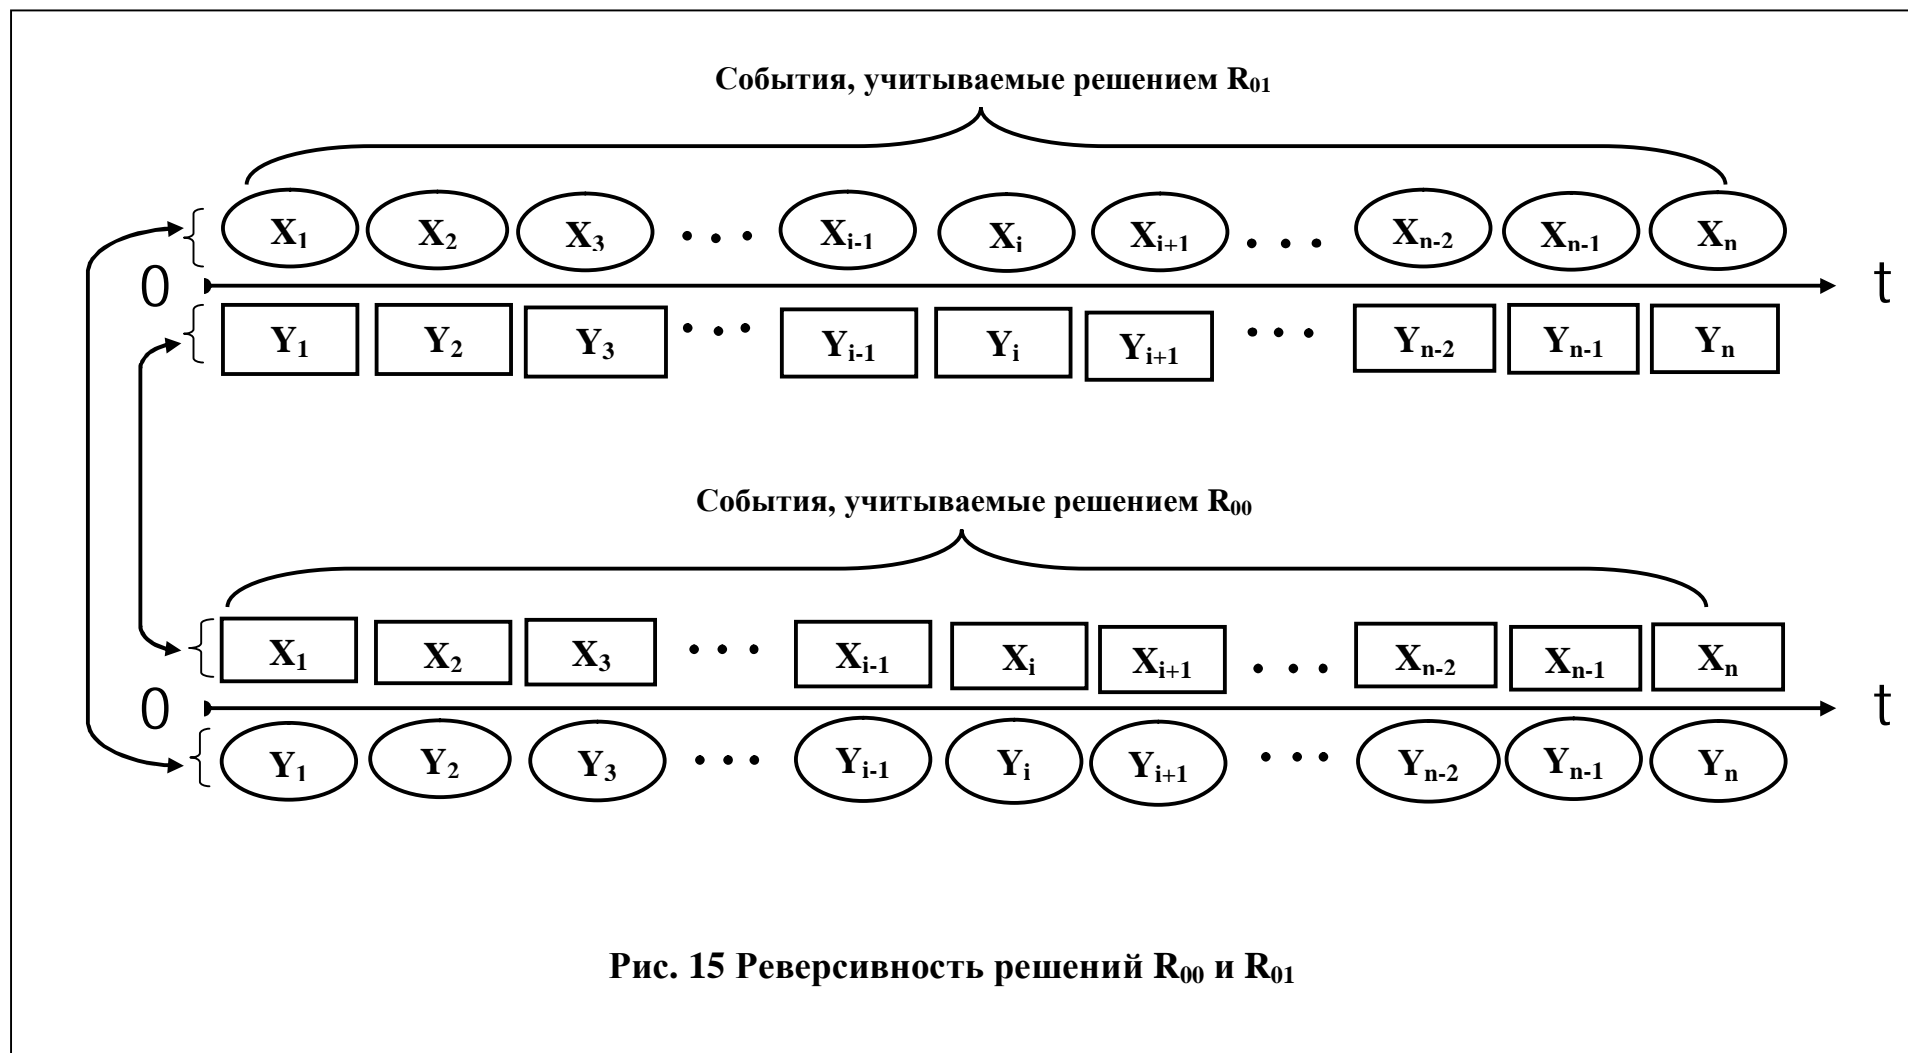 События, учитываемые решением R₀₁
X₁ X₂ X₃ • • • Xᵢ₋₁ Xᵢ Xᵢ₊₁ • • • Xₙ₋₂ Xₙ₋₁ Xₙ
0 t
Y₁ Y₂ Y₃ • • • Yᵢ₋₁ Yᵢ Yᵢ₊₁ • • • Yₙ₋₂ Yₙ₋₁ Yₙ
События, учитываемые решением R₀₀
X₁ X₂ X₃ • • • Xᵢ₋₁ Xᵢ Xᵢ₊₁ • • • Xₙ₋₂ Xₙ₋₁ Xₙ
0 t
Y₁ Y₂ Y₃ • • • Yᵢ₋₁ Yᵢ Yᵢ₊₁ • • • Yₙ₋₂ Yₙ₋₁ Yₙ
Рис. 15 Реверсивность решений R₀₀ и R₀₁